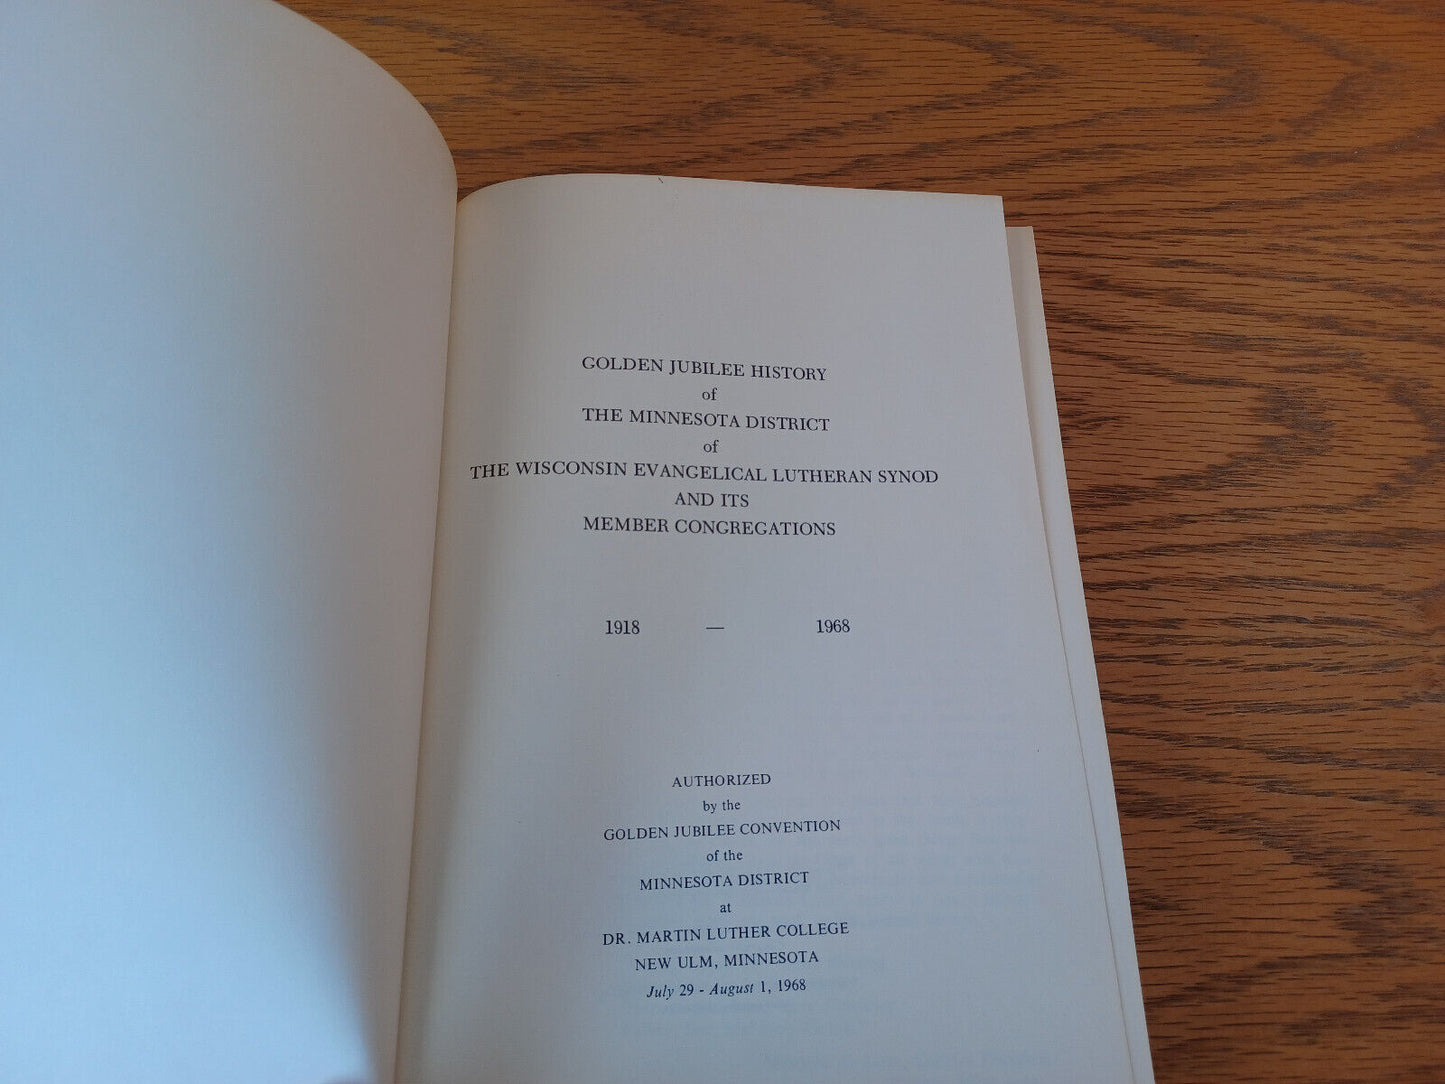 GOLDEN JUBILEE HISTORY
of
THE MINNESOTA DISTRICT
of
THE WISCONSIN EVANGELICAL LUTHERAN SYNOD
AND ITS
MEMBER CONGREGATIONS
1918 — 1968
AUTHORIZED
by the
GOLDEN JUBILEE CONVENTION
of the
MINNESOTA DISTRICT
at
DR. MARTIN LUTHER COLLEGE
NEW ULM, MINNESOTA
July 29 - August 1, 1968